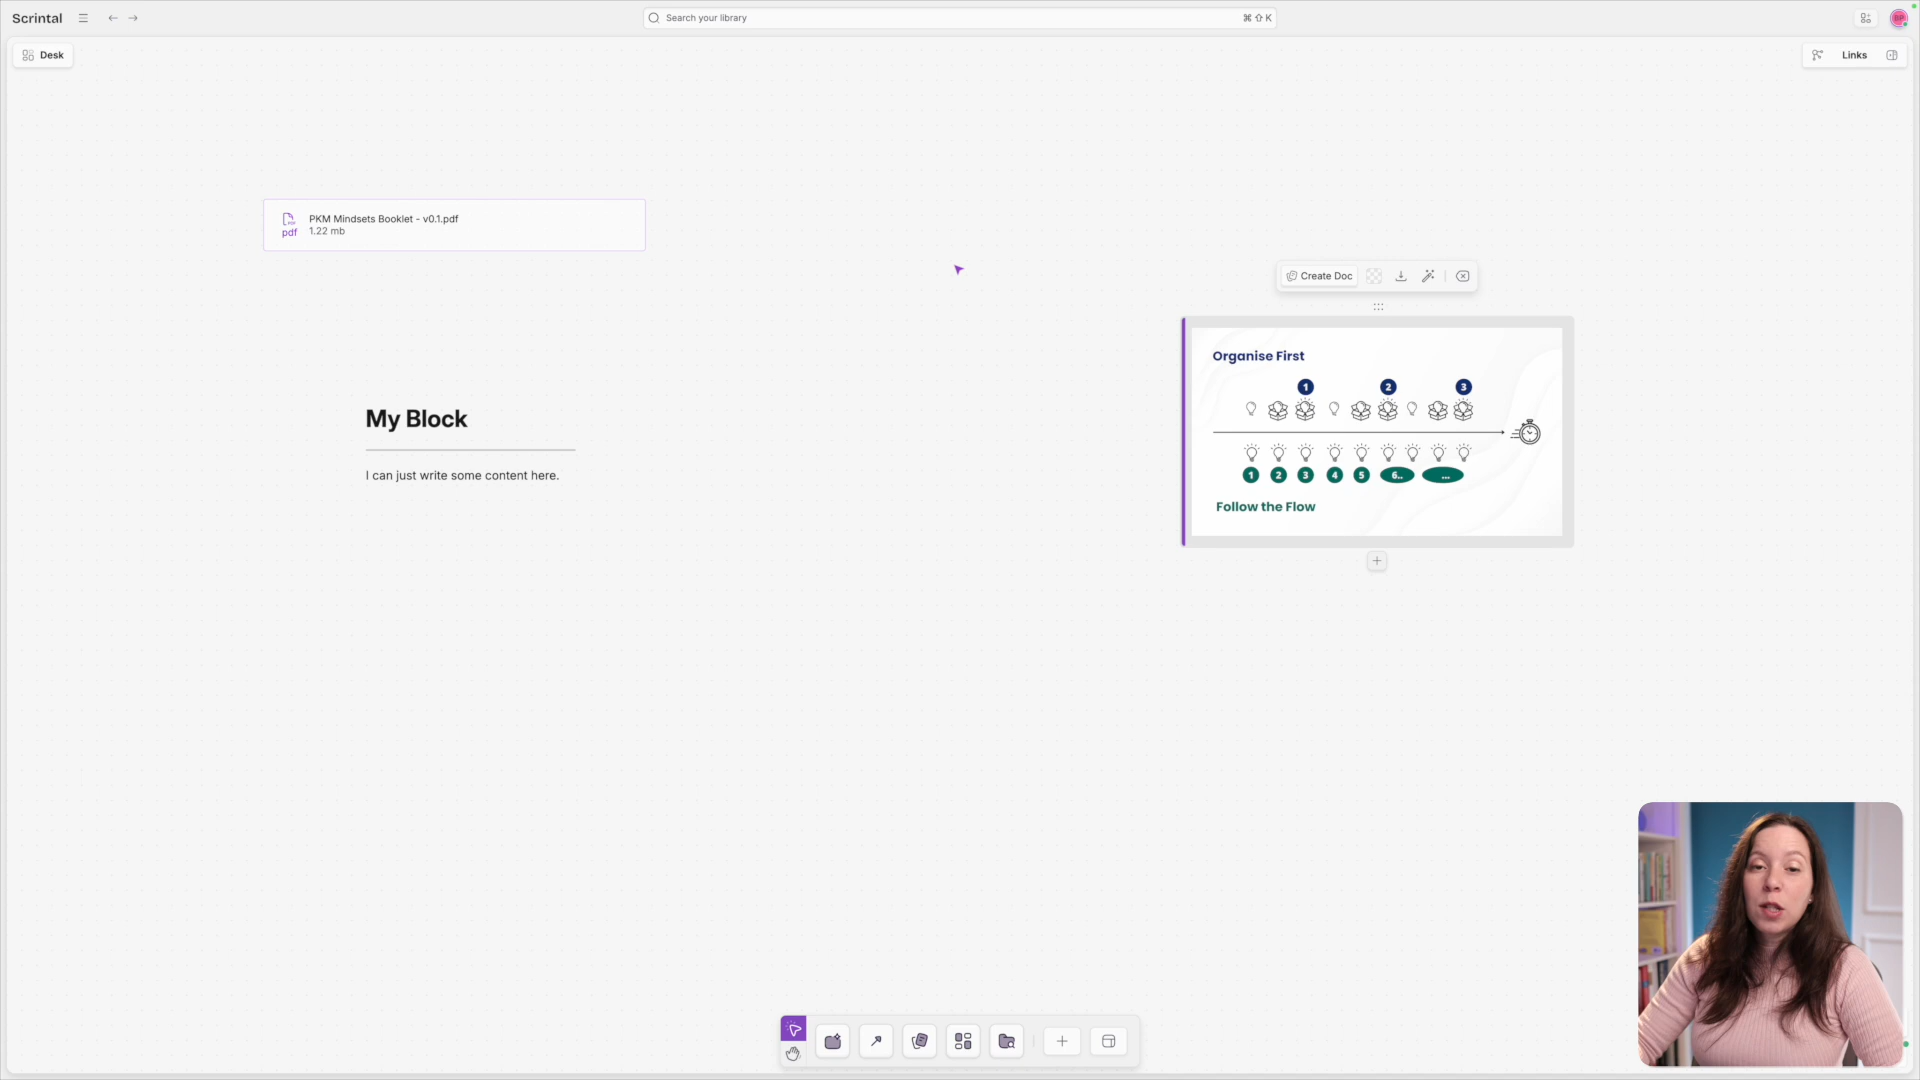 Scrintal
Search your library
⌘ ⇧ K
BP
Desk
Links
PDF
pdf
PKM Mindsets Booklet - v0.1.pdf
1.22 mb
Create Doc
My Block
I can just write some content here.
Organise First
1 2 3
1 2 3 4 5 6.. ...
Follow the Flow